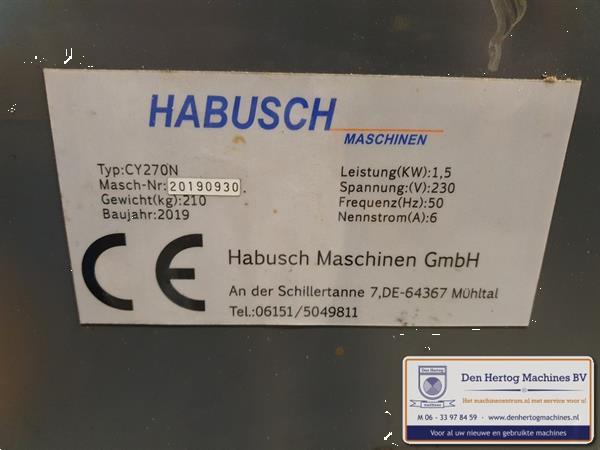 HABUSCH
MASCHINEN
Typ:CY270N
Masch-Nr:20190930.
Gewicht(kg):210
Baujahr:2019
Leistung(KW):1,5
Spannung:(V):230
Frequenz(Hz):50
Nennstrom(A):6
CE
Habusch Maschinen GmbH
An der Schillertanne 7,DE-64367 Mühltal
Tel.:06151/5049811
Den Hertog Machines BV
Het machinecentrum.nl met service voor u!
M 06 - 33 97 84 59 - www.denhertogmachines.nl
Voor al uw nieuwe en gebruikte machines